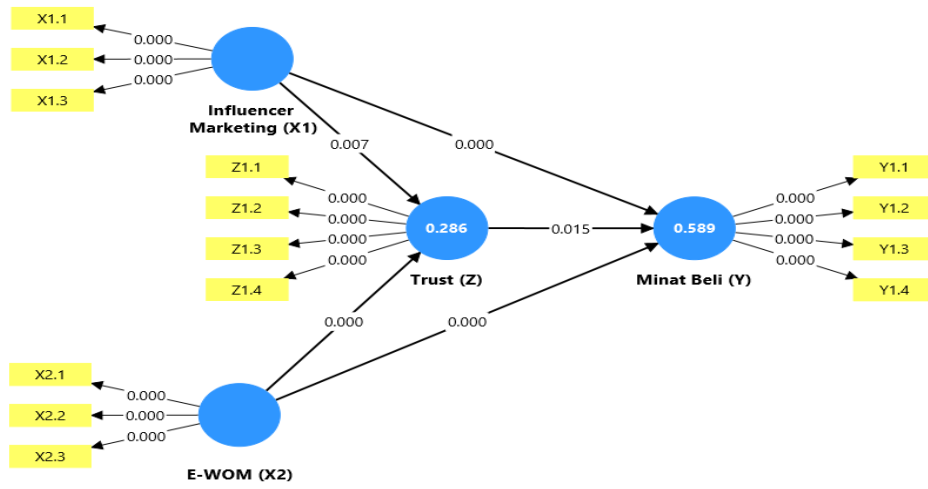 X1.1
0.000
X1.2
0.000
X1.3
0.000
Influencer
Marketing (X1)
0.007
0.000
Z1.1
0.000
Z1.2
0.000
Z1.3
0.000
Z1.4
0.000
0.286
Trust (Z)
0.015
0.589
Minat Beli (Y)
Y1.1
0.000
Y1.2
0.000
Y1.3
0.000
Y1.4
0.000
0.000
0.000
X2.1
0.000
X2.2
0.000
X2.3
0.000
E-WOM (X2)